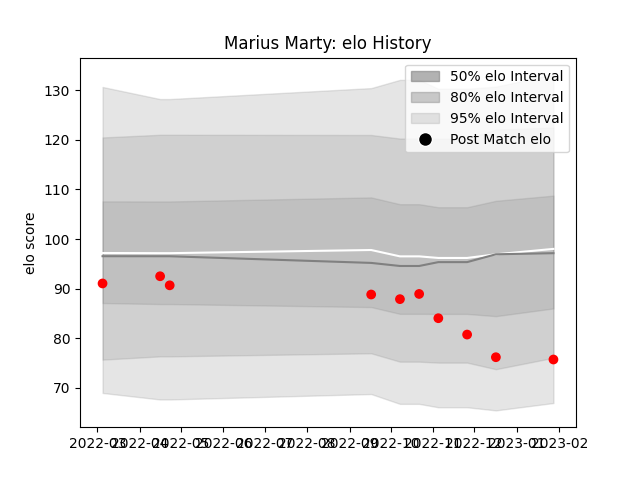 Marius Marty: elo History
50% elo Interval
80% elo Interval
95% elo Interval
Post Match elo
elo score
130
120
110
100
90
80
70
2022-03 2022-04 2022-05 2022-06 2022-07 2022-08 2022-09 2022-10 2022-11 2022-12 2023-01 2023-02